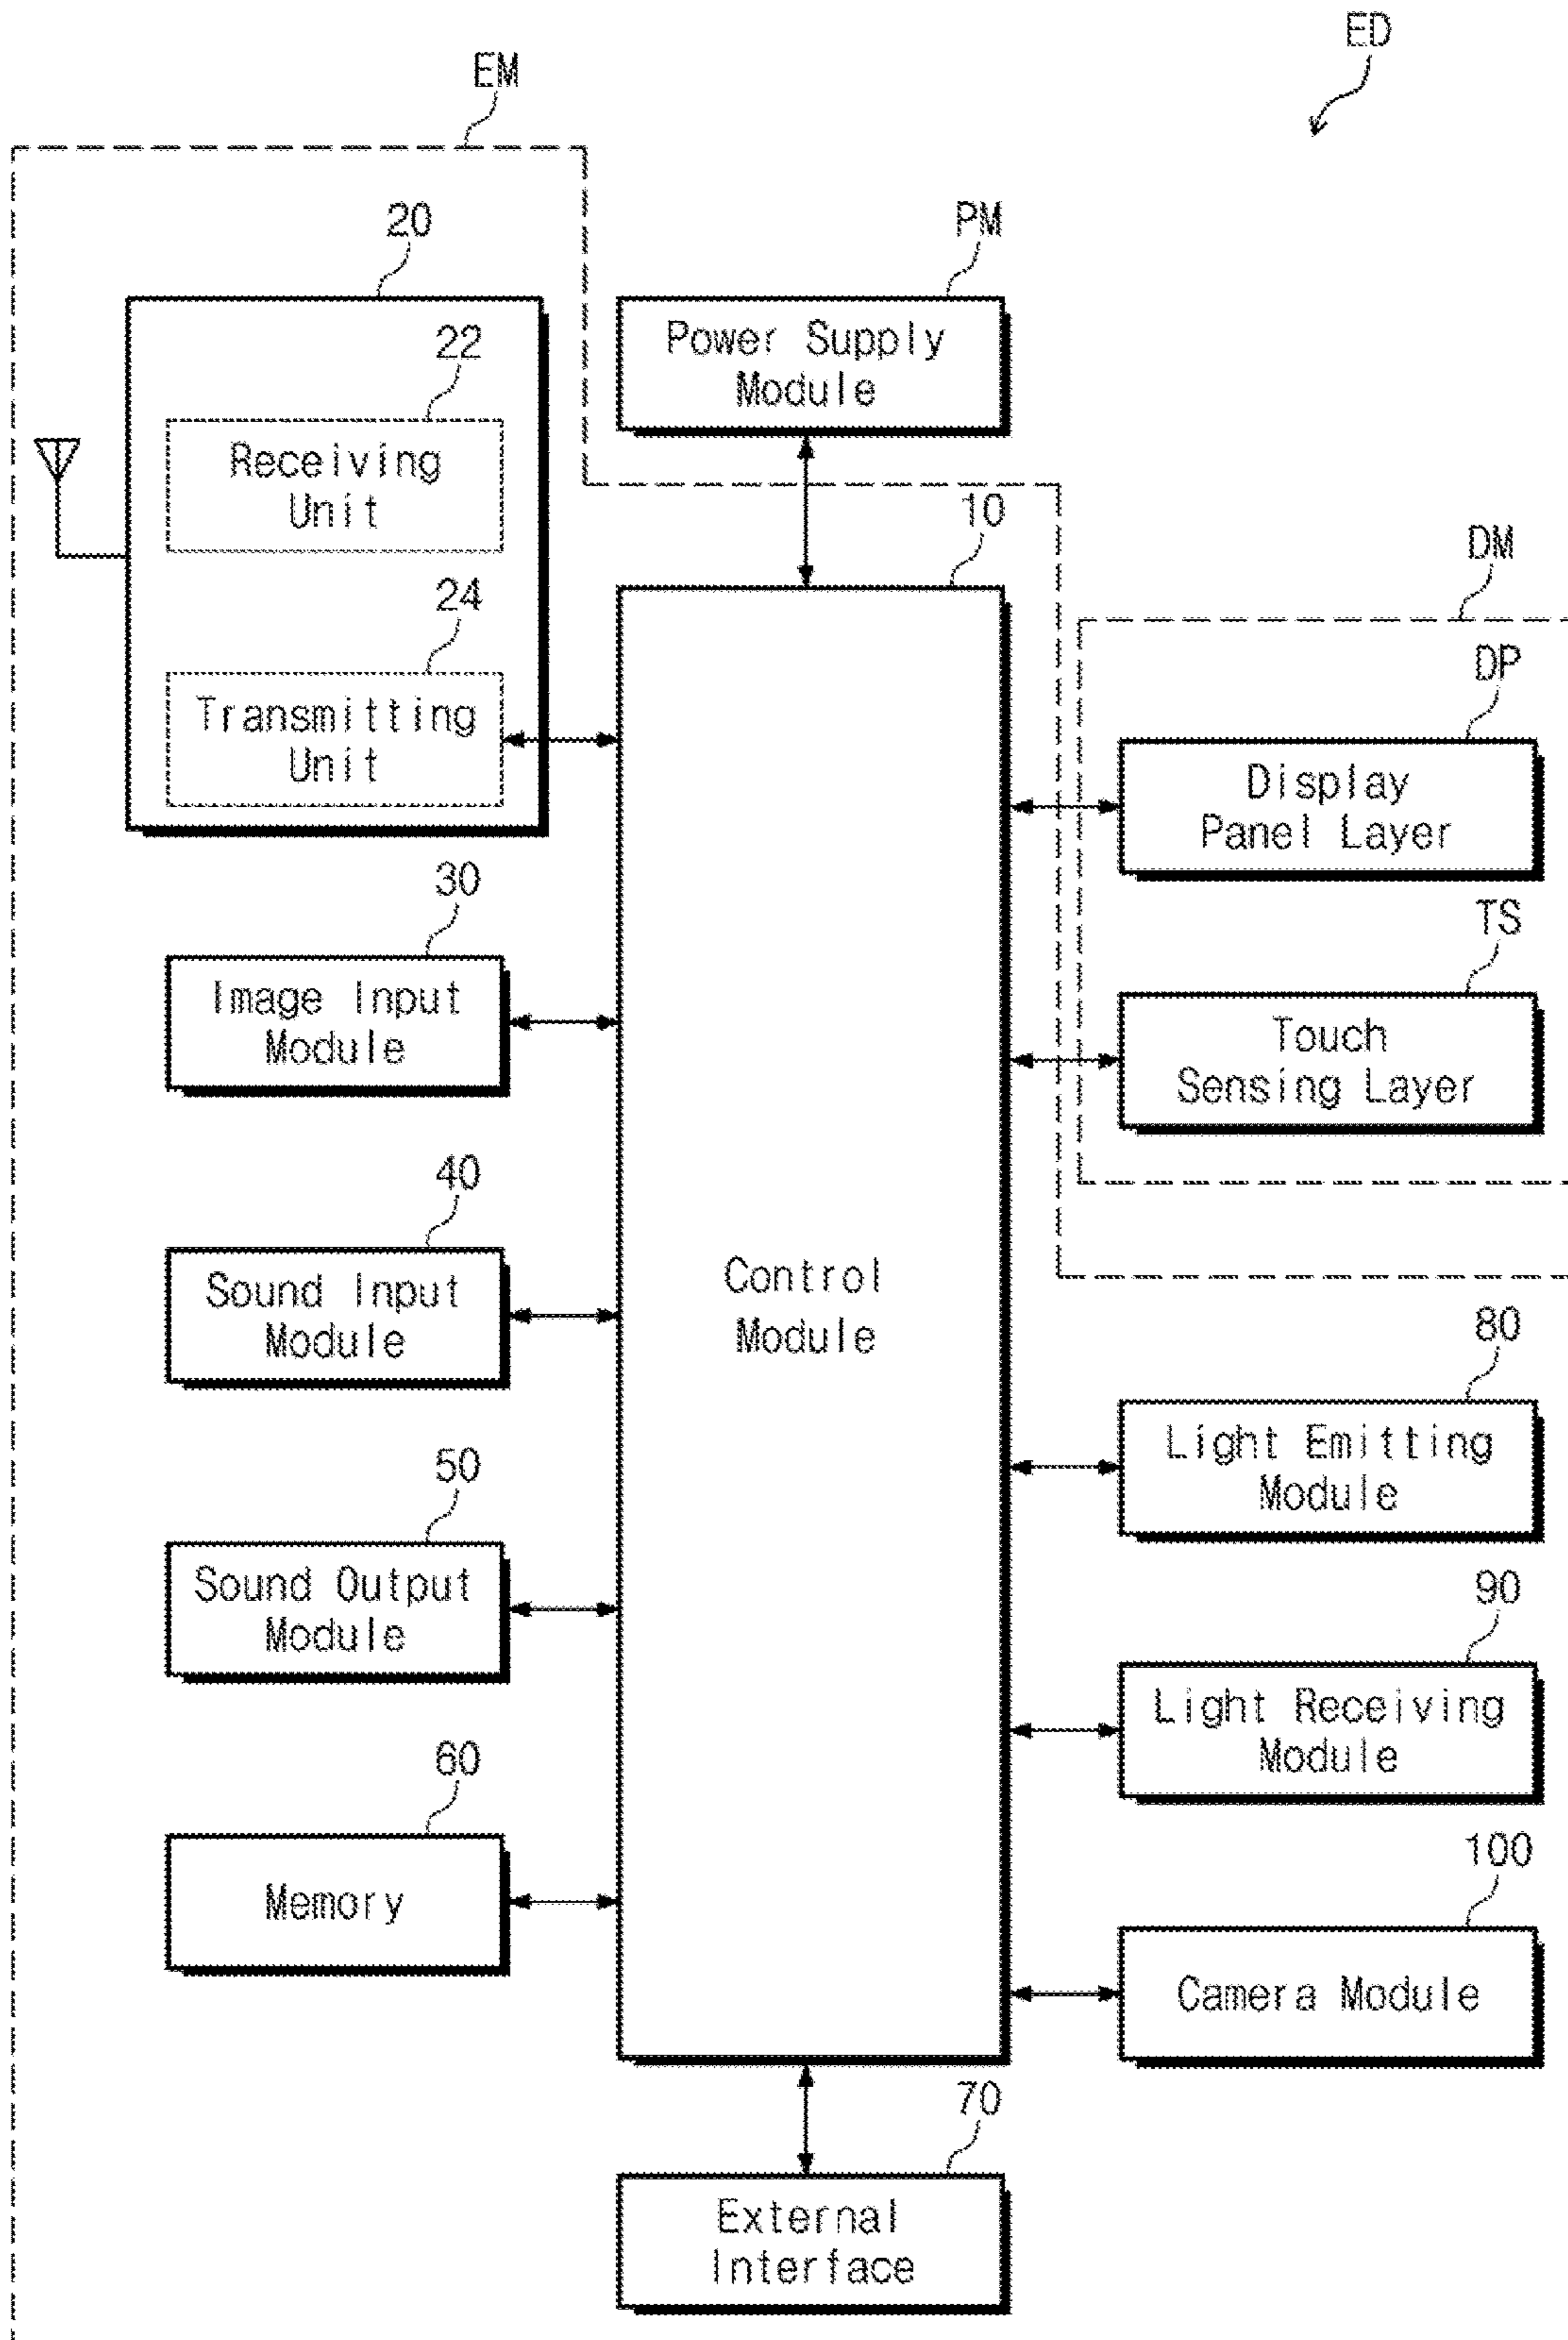 ED
EM
20
PM
22
Power Supply
Module
Receiving
Unit
10
DM
24
DP
Transmitting
Unit
Display
Panel Layer
30
TS
Image Input
Module
Touch
Sensing Layer
40
Control
Module
Sound Input
Module
80
Light Emitting
Module
50
Sound Output
Module
90
Light Receiving
Module
60
100
Memory
Camera Module
70
External
Interface